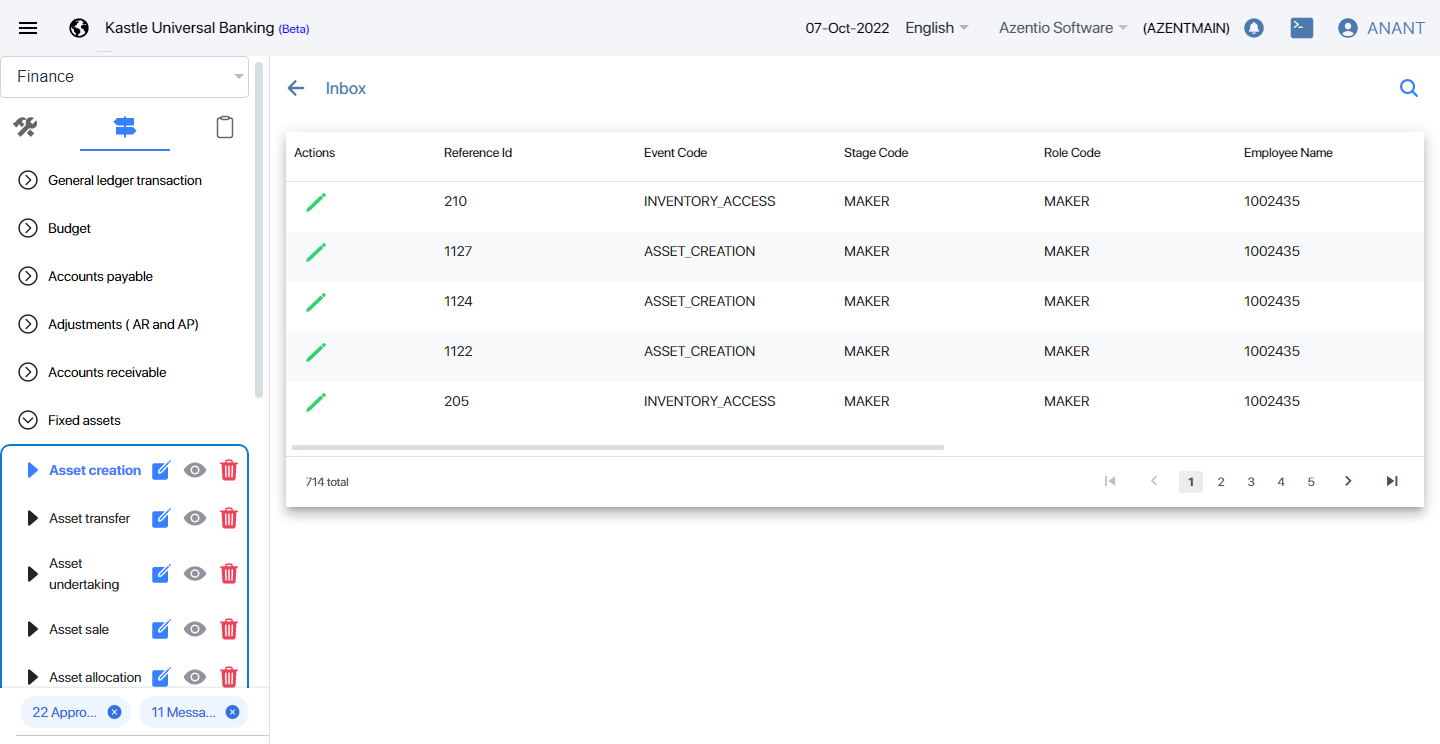 Kastle Universal Banking (Beta)
07-Oct-2022 English Azentio Software (AZENTMAIN) ANANT
Finance
General ledger transaction
Budget
Accounts payable
Adjustments ( AR and AP)
Accounts receivable
Fixed assets
Asset creation
Asset transfer
Asset
undertaking
Asset sale
Asset allocation
22 Appro... 11 Messa...
Inbox
Actions Reference Id Event Code Stage Code Role Code Employee Name
210 INVENTORY_ACCESS MAKER MAKER 1002435
1127 ASSET_CREATION MAKER MAKER 1002435
1124 ASSET_CREATION MAKER MAKER 1002435
1122 ASSET_CREATION MAKER MAKER 1002435
205 INVENTORY_ACCESS MAKER MAKER 1002435
714 total 1 2 3 4 5